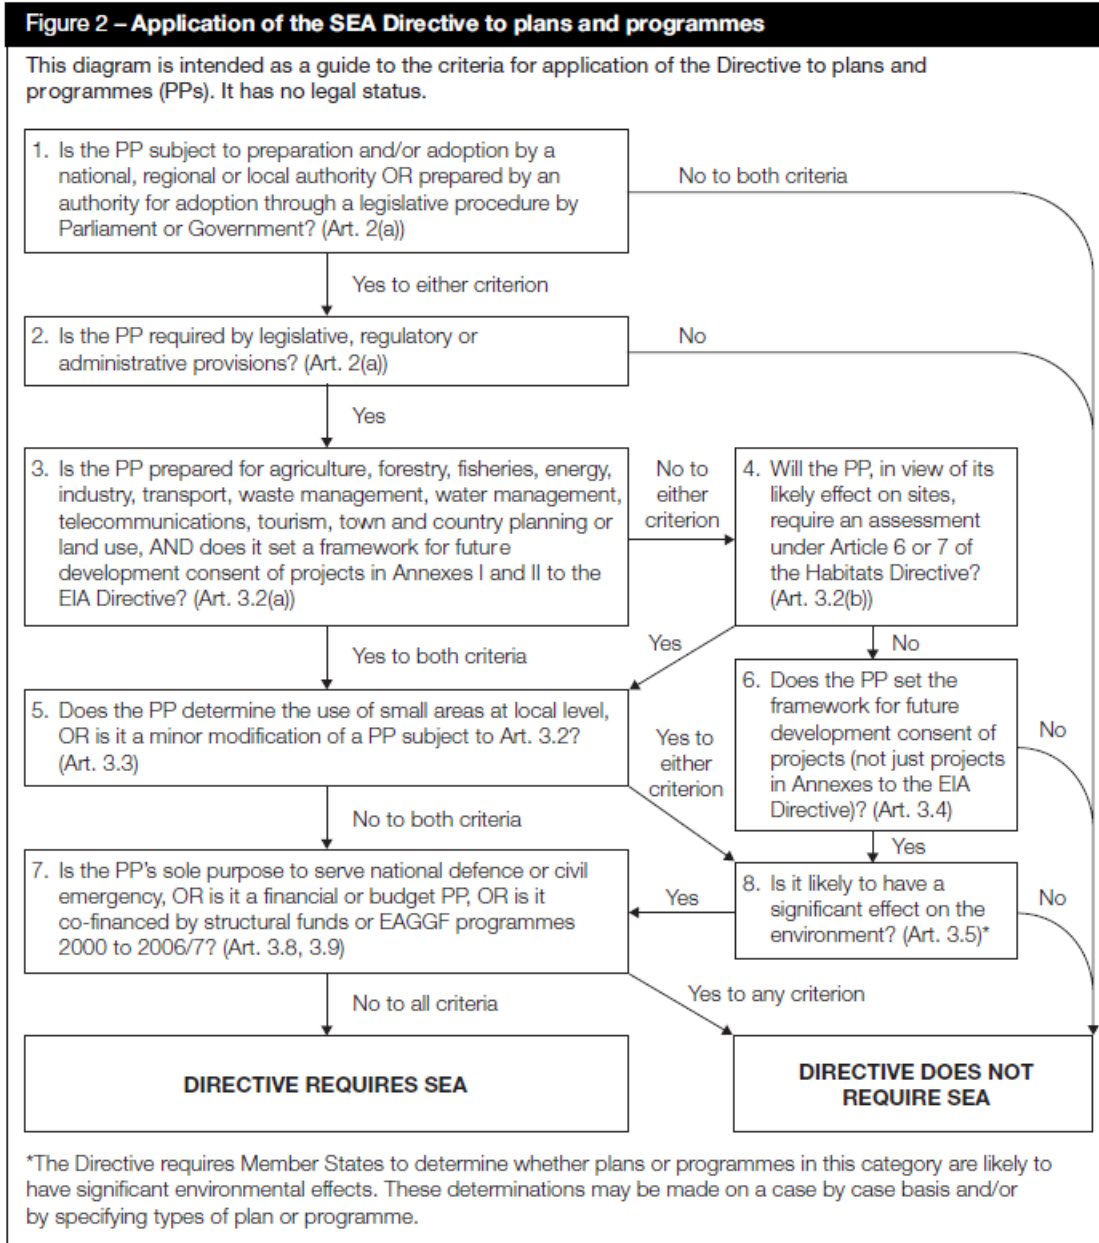 Figure 2 – Application of the SEA Directive to plans and programmes
This diagram is intended as a guide to the criteria for application of the Directive to plans and
programmes (PPs). It has no legal status.
1. Is the PP subject to preparation and/or adoption by a
national, regional or local authority OR prepared by an
authority for adoption through a legislative procedure by
Parliament or Government? (Art. 2(a))
No to both criteria
Yes to either criterion
2. Is the PP required by legislative, regulatory or
administrative provisions? (Art. 2(a))
No
Yes
3. Is the PP prepared for agriculture, forestry, fisheries, energy,
industry, transport, waste management, water management,
telecommunications, tourism, town and country planning or
land use, AND does it set a framework for future
development consent of projects in Annexes I and II to the
EIA Directive? (Art. 3.2(a))
No to
either
criterion
4. Will the PP, in view of its
likely effect on sites,
require an assessment
under Article 6 or 7 of
the Habitats Directive?
(Art. 3.2(b))
Yes to both criteria
Yes
No
5. Does the PP determine the use of small areas at local level,
OR is it a minor modification of a PP subject to Art. 3.2?
(Art. 3.3)
Yes to
either
criterion
6. Does the PP set the
framework for future
development consent of
projects (not just projects
in Annexes to the EIA
Directive)? (Art. 3.4)
No
No to both criteria
Yes
7. Is the PP's sole purpose to serve national defence or civil
emergency, OR is it a financial or budget PP, OR is it
co-financed by structural funds or EAGGF programmes
2000 to 2006/7? (Art. 3.8, 3.9)
Yes
8. Is it likely to have a
significant effect on the
environment? (Art. 3.5)*
No
No to all criteria
Yes to any criterion
DIRECTIVE REQUIRES SEA
DIRECTIVE DOES NOT
REQUIRE SEA
*The Directive requires Member States to determine whether plans or programmes in this category are likely to
have significant environmental effects. These determinations may be made on a case by case basis and/or
by specifying types of plan or programme.